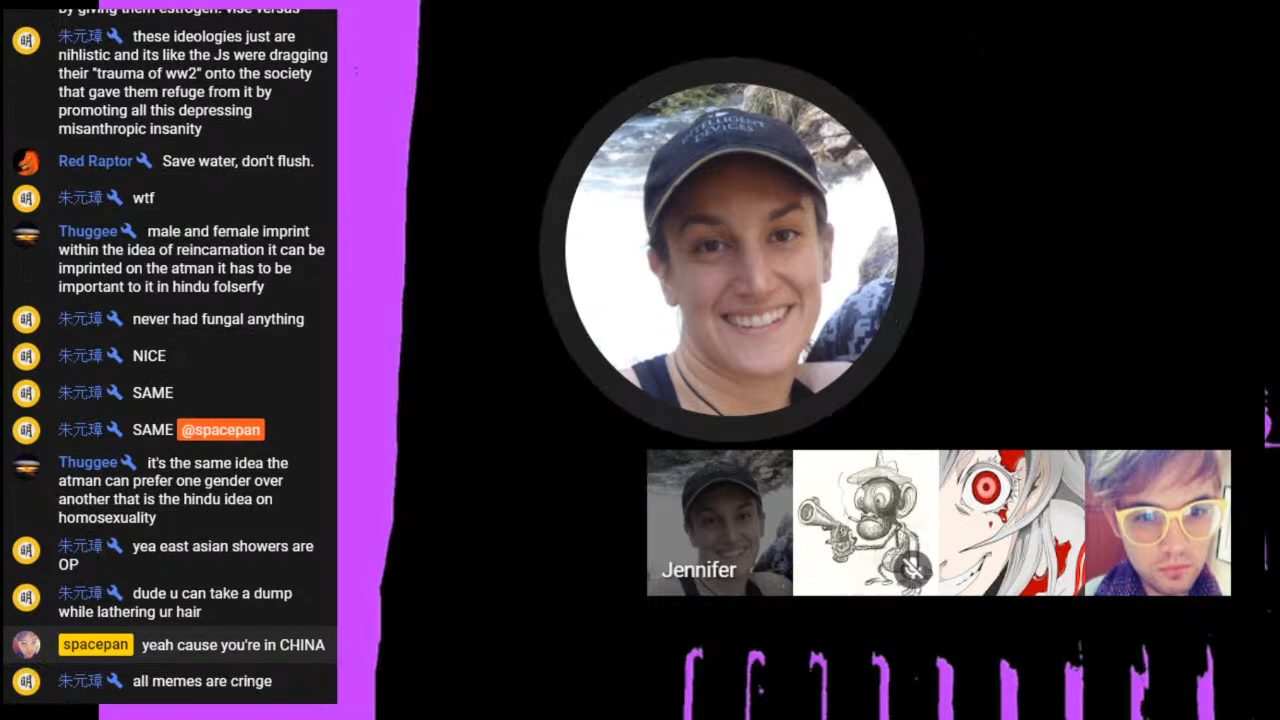 by giving them estrogen. vise versus
朱元璋 these ideologies just are
nihlistic and its like the Js were dragging
their "trauma of ww2" onto the society
that gave them refuge from it by
promoting all this depressing
misanthropic insanity
Red Raptor Save water, don't flush.
朱元璋 wtf
Thuggee male and female imprint
within the idea of reincarnation it can be
imprinted on the atman it has to be
important to it in hindu folserfy
朱元璋 never had fungal anything
朱元璋 NICE
朱元璋 SAME
朱元璋 SAME @spacepan
Thuggee it's the same idea the
atman can prefer one gender over
another that is the hindu idea on
homosexuality
朱元璋 yea east asian showers are
OP
朱元璋 dude u can take a dump
while lathering ur hair
spacepan yeah cause you're in CHINA
朱元璋 all memes are cringe
INTELLIGENT
DEVICES
Jennifer